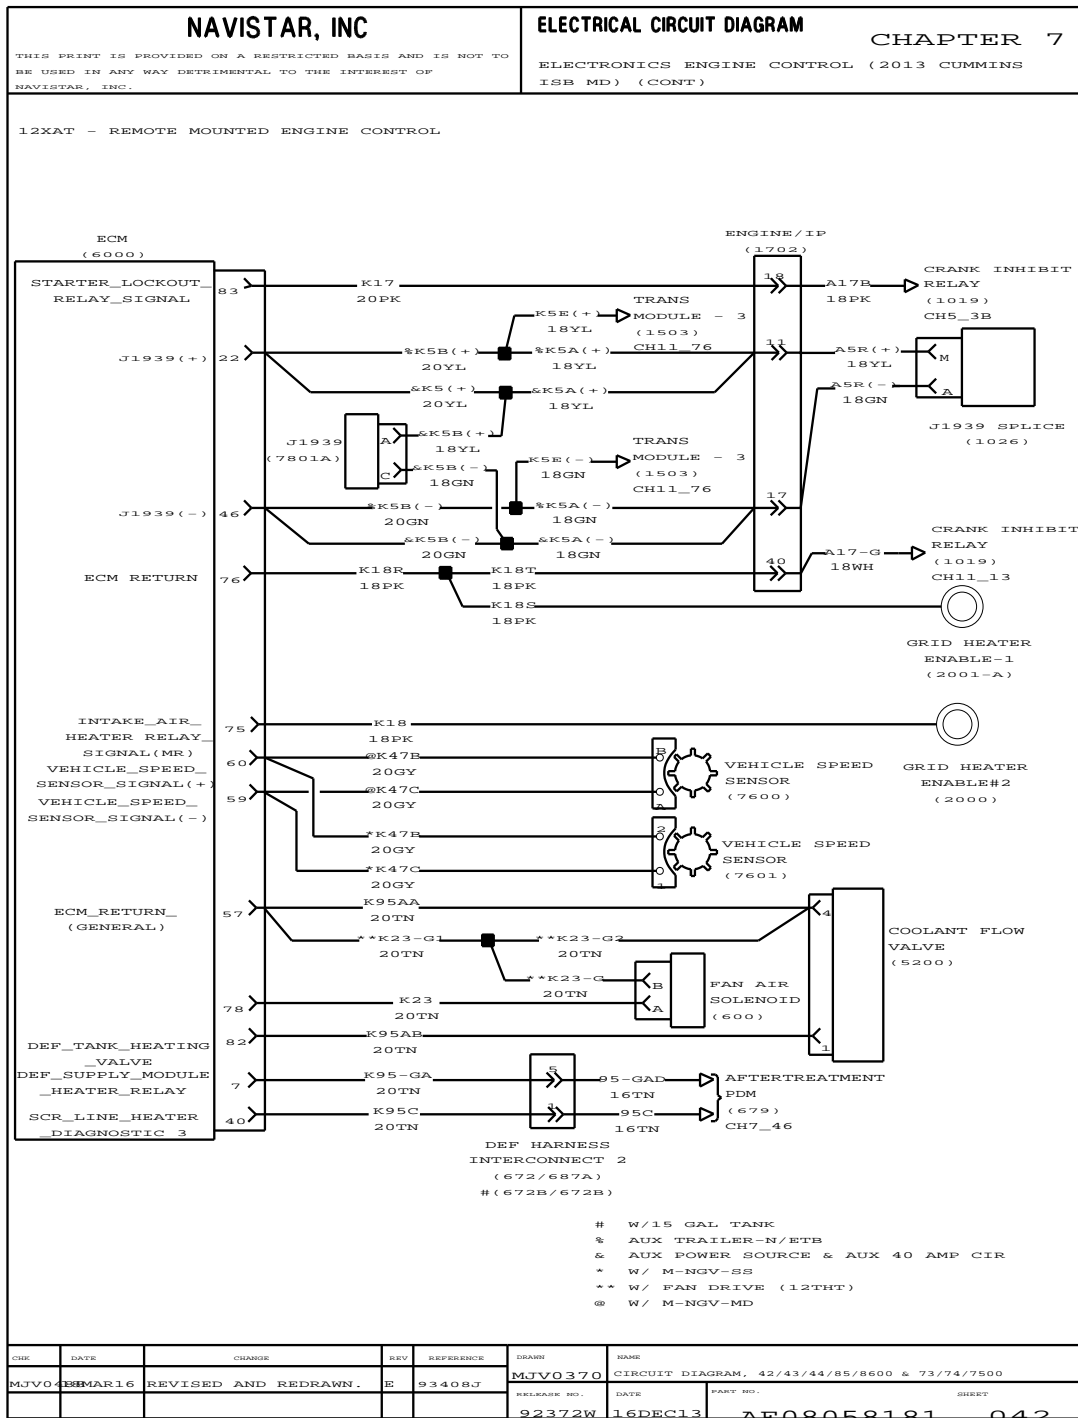 NAVISTAR, INC
THIS PRINT IS PROVIDED ON A RESTRICTED BASIS AND IS NOT TO
BE USED IN ANY WAY DETRIMENTAL TO THE INTEREST OF
NAVISTAR, INC.
ELECTRICAL CIRCUIT DIAGRAM
CHAPTER 7
ELECTRONICS ENGINE CONTROL (2013 CUMMINS
ISB MD) (CONT)
12XAT - REMOTE MOUNTED ENGINE CONTROL
ECM
(6000)
ENGINE/IP
(1702)
STARTER_LOCKOUT_
RELAY_SIGNAL
83
K17
20PK
18
A17B
18PK
CRANK INHIBIT
RELAY
(1019)
CH5_3B
K5E(+)
18YL
TRANS
MODULE - 3
(1503)
CH11_76
J1939(+)
22
%K5B(+)
20YL
%K5A(+)
18YL
11
A5R(+)
18YL
M
&K5(+)
20YL
&K5A(+)
18YL
A5R(-)
18GN
A
J1939 SPLICE
(1026)
J1939
(7801A)
A
&K5B(+)
18YL
C
&K5B(-)
18GN
K5E(-)
18GN
TRANS
MODULE - 3
(1503)
CH11_76
J1939(-)
46
%K5B(-)
20GN
%K5A(-)
18GN
17
&K5B(-)
20GN
&K5A(-)
18GN
ECM RETURN
76
K18R
18PK
K18T
18PK
40
A17-G
18WH
CRANK INHIBIT
RELAY
(1019)
CH11_13
K18S
18PK
GRID HEATER
ENABLE-1
(2001-A)
INTAKE_AIR_
HEATER RELAY_
SIGNAL(MR)
75
K18
18PK
GRID HEATER
ENABLE#2
(2000)
VEHICLE_SPEED_
SENSOR_SIGNAL(+)
60
@K47B
20GY
B
VEHICLE_SPEED_
SENSOR_SIGNAL(-)
59
@K47C
20GY
A
VEHICLE SPEED
SENSOR
(7600)
*K47B
20GY
2
*K47C
20GY
1
VEHICLE SPEED
SENSOR
(7601)
ECM_RETURN_
(GENERAL)
57
K95AA
20TN
4
COOLANT FLOW
VALVE
(5200)
**K23-G1
20TN
**K23-G2
20TN
**K23-G
20TN
B
FAN AIR
SOLENOID
(600)
78
K23
20TN
A
82
K95AB
20TN
1
DEF_TANK_HEATING
_VALVE
DEF_SUPPLY_MODULE
_HEATER_RELAY
7
K95-GA
20TN
5
95-GAD
16TN
AFTERTREATMENT
PDM
(679)
CH7_46
SCR_LINE_HEATER
_DIAGNOSTIC 3
40
K95C
20TN
1
95C
16TN
DEF HARNESS
INTERCONNECT 2
(672/687A)
#(672B/672B)
# W/15 GAL TANK
% AUX TRAILER-N/ETB
& AUX POWER SOURCE & AUX 40 AMP CIR
* W/ M-NGV-SS
** W/ FAN DRIVE (12THT)
@ W/ M-NGV-MD
CHK DATE CHANGE REV REFERENCE
REVISED AND REDRAWN. E 93408J
DRAWN
MJV0370
NAME
CIRCUIT DIAGRAM, 42/43/44/85/8600 & 73/74/7500
RELEASE NO.
92372W
DATE
16DEC13
PART NO.
AF08058181
SHEET
042